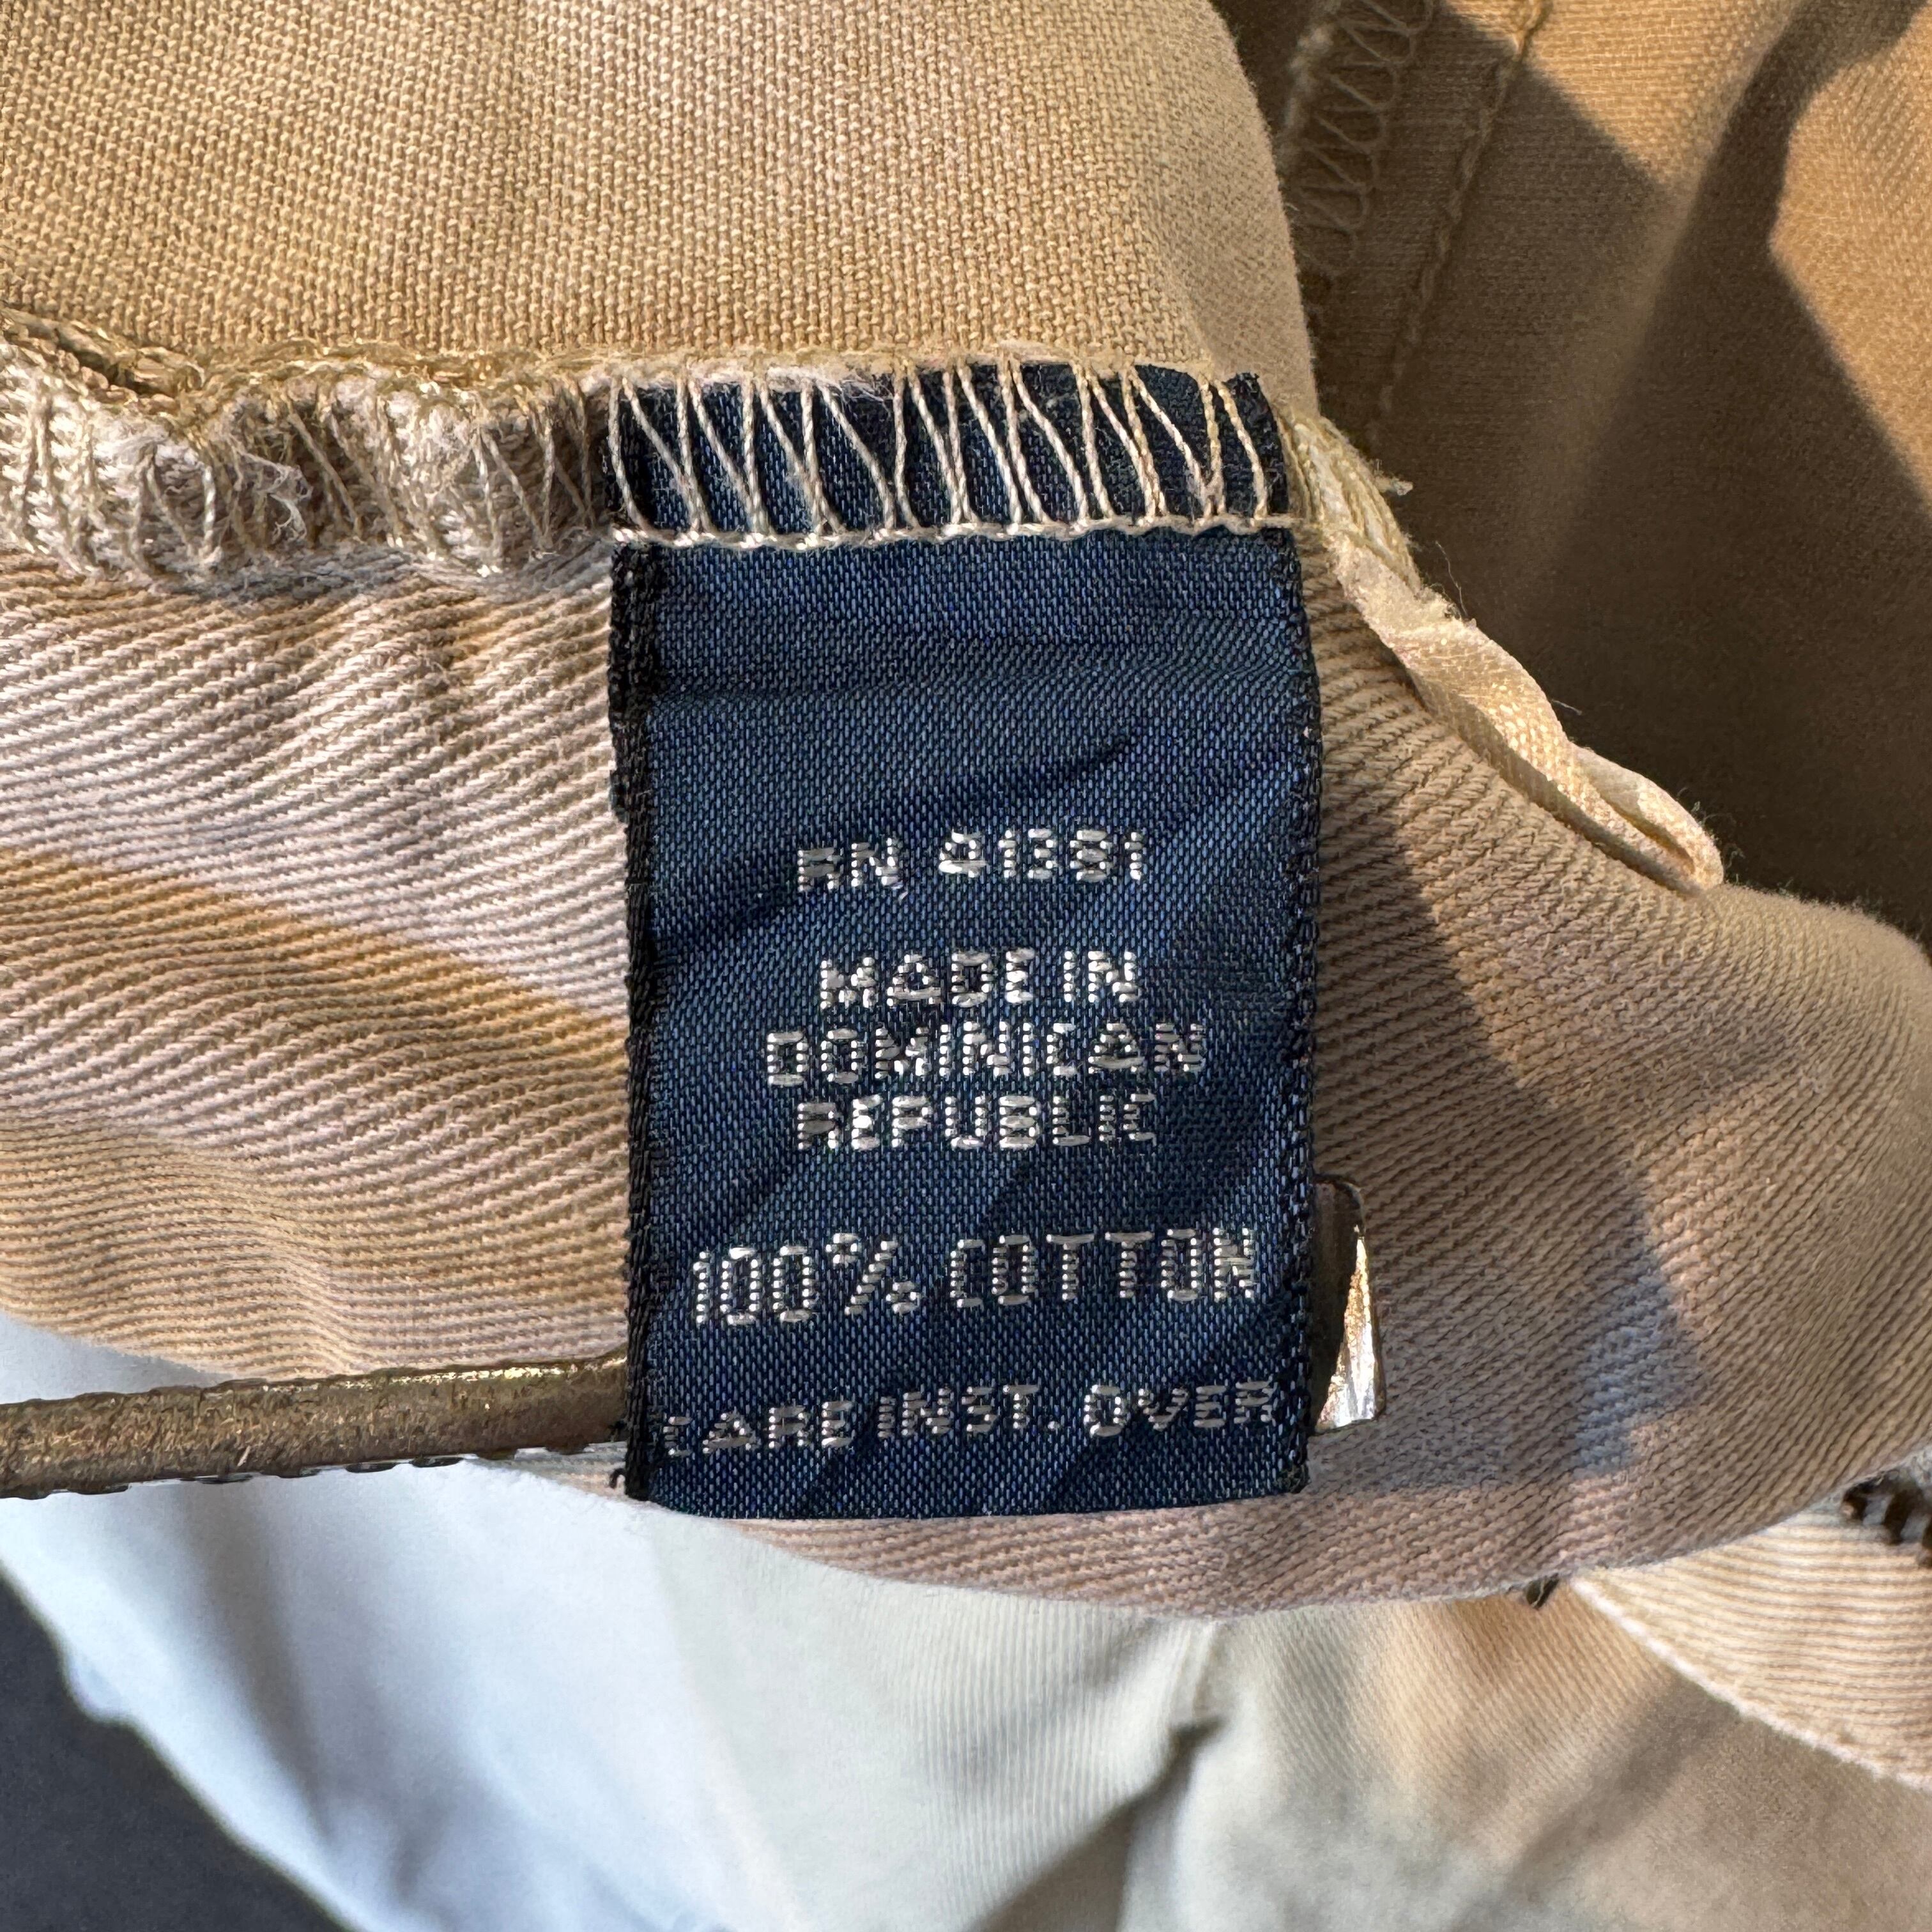 RN 41381
MADE IN
DOMINICAN
REPUBLIC
100% COTTON
CARE INST. OVER